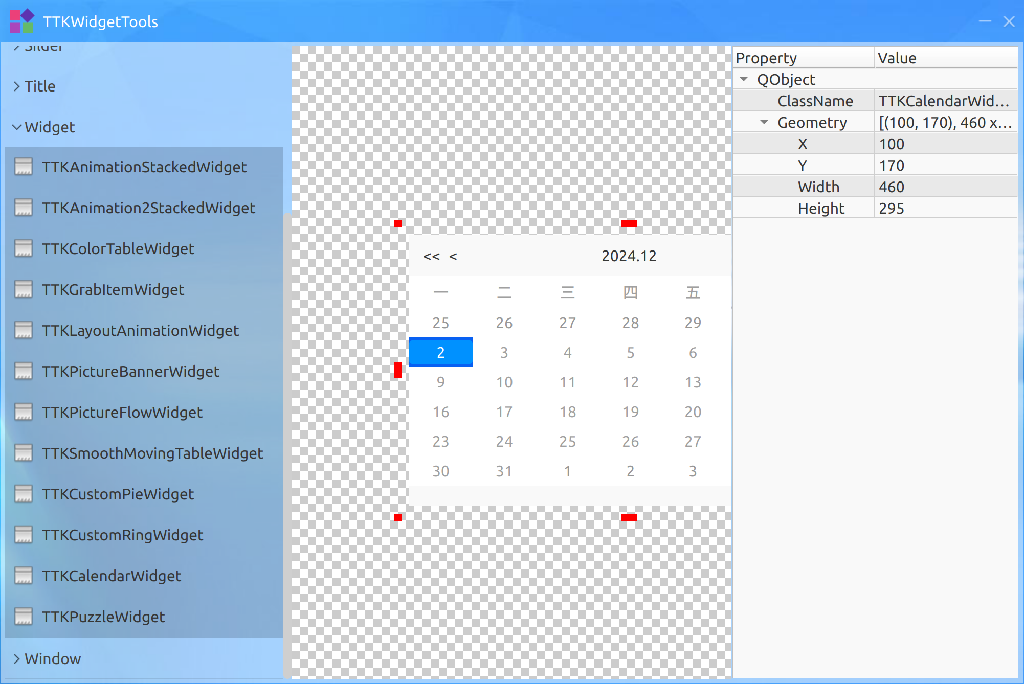 TTKWidgetTools
Slider
Title
Widget
TTKAnimationStackedWidget
TTKAnimation2StackedWidget
TTKColorTableWidget
TTKGrabItemWidget
TTKLayoutAnimationWidget
TTKPictureBannerWidget
TTKPictureFlowWidget
TTKSmoothMovingTableWidget
TTKCustomPieWidget
TTKCustomRingWidget
TTKCalendarWidget
TTKPuzzleWidget
Window
<< < 2024.12
一 二 三 四 五
25 26 27 28 29
2 3 4 5 6
9 10 11 12 13
16 17 18 19 20
23 24 25 26 27
30 31 1 2 3
Property Value
QObject
ClassName TTKCalendarWid...
Geometry [(100, 170), 460 x...
X 100
Y 170
Width 460
Height 295